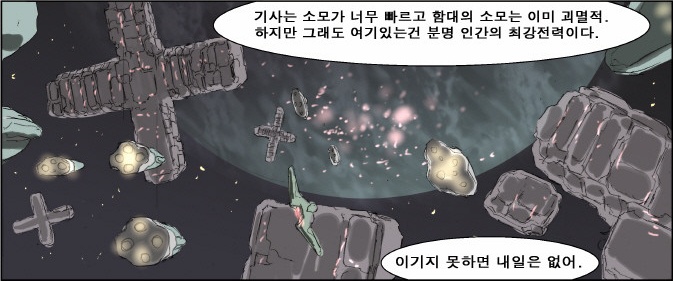 기사는 소모가 너무 빠르고 함대의 소모는 이미 괴멸적.
하지만 그래도 여기있는건 분명 인간의 최강전력이다.
이기지 못하면 내일은 없어.